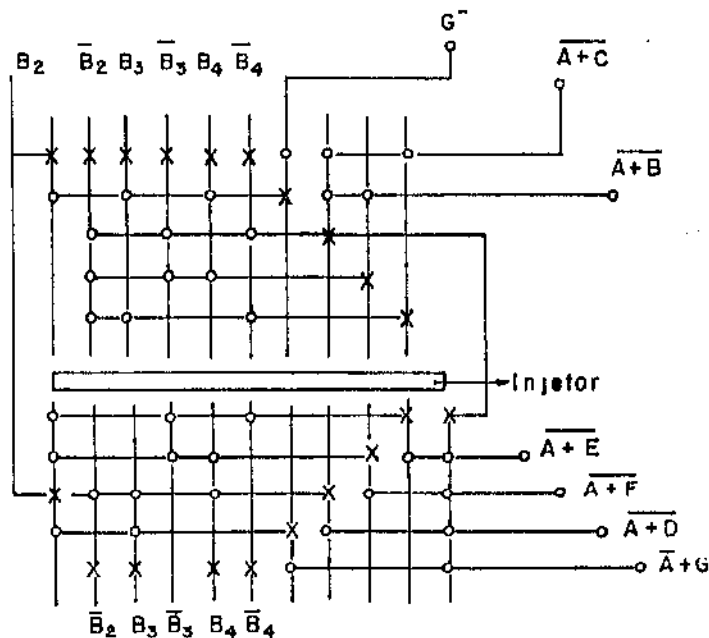 G⁻
B₂ B̅₂ B₃ B̅₃ B₄ B̅₄
A̅+̅C̅
A̅+̅B̅
Injetor
A̅+̅E̅
A̅+̅F̅
A̅+̅D̅
A̅+G
B̅₂ B₃ B̅₃ B₄ B̅₄